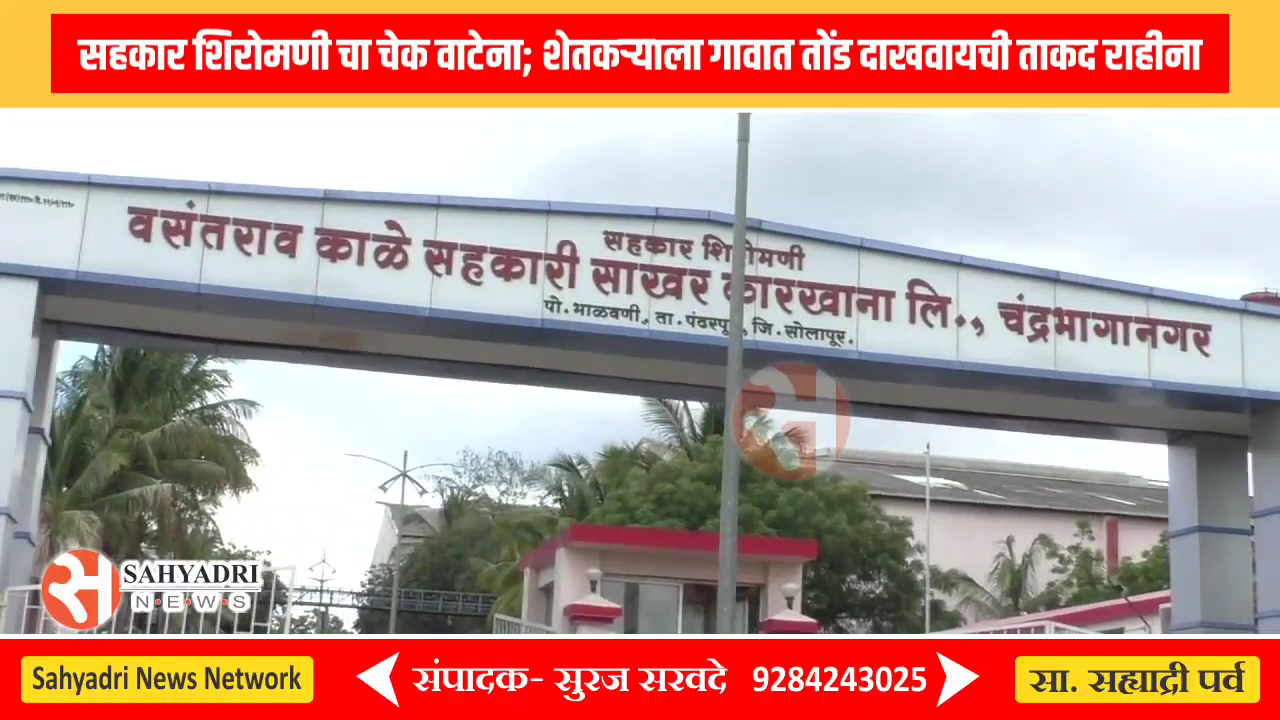 सहकार शिरोमणी चा चेक वाटेना; शेतकऱ्याला गावात तोंड दाखवायची ताकद राहीना
सहकार शिरोमणी
वसंतराव काळे सहकारी साखर कारखाना लि., चंद्रभागानगर
पो.भाळवणी, ता.पंढरपूर, जि.सोलापूर.
SAHYADRI
NEWS
Sahyadri News Network
संपादक- सुरज सरवदे 9284243025
सा. सह्याद्री पर्व